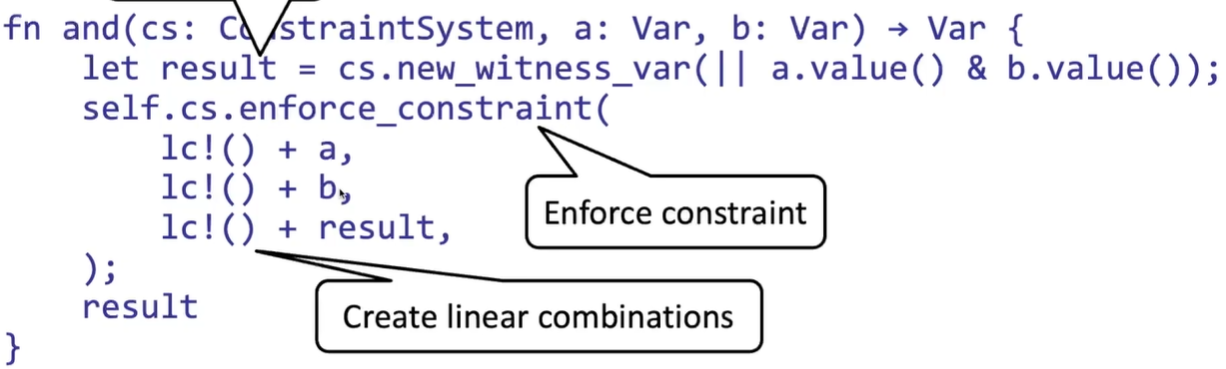 fn and(cs: ConstraintSystem, a: Var, b: Var) → Var {
let result = cs.new_witness_var(|| a.value() & b.value());
self.cs.enforce_constraint(
lc!() + a,
lc!() + b,
lc!() + result,
Enforce constraint
);
result
Create linear combinations
}